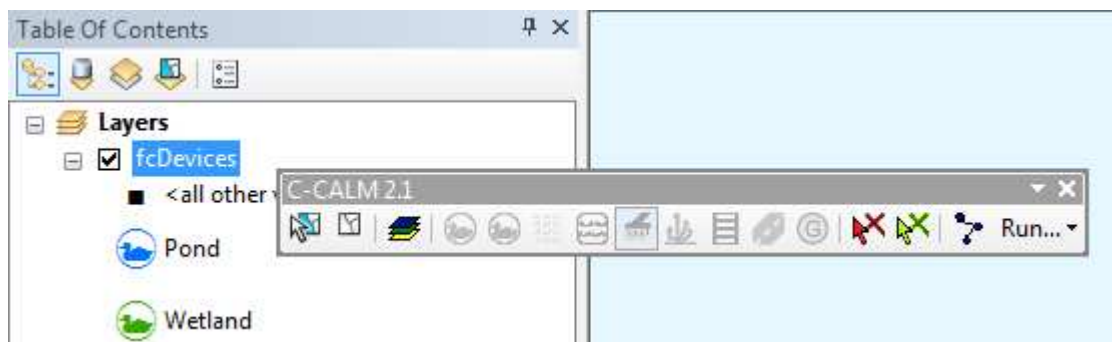 Table Of Contents
Layers
fcDevices
<all other
C-CALM 2.1
G
Run...
Pond
Wetland